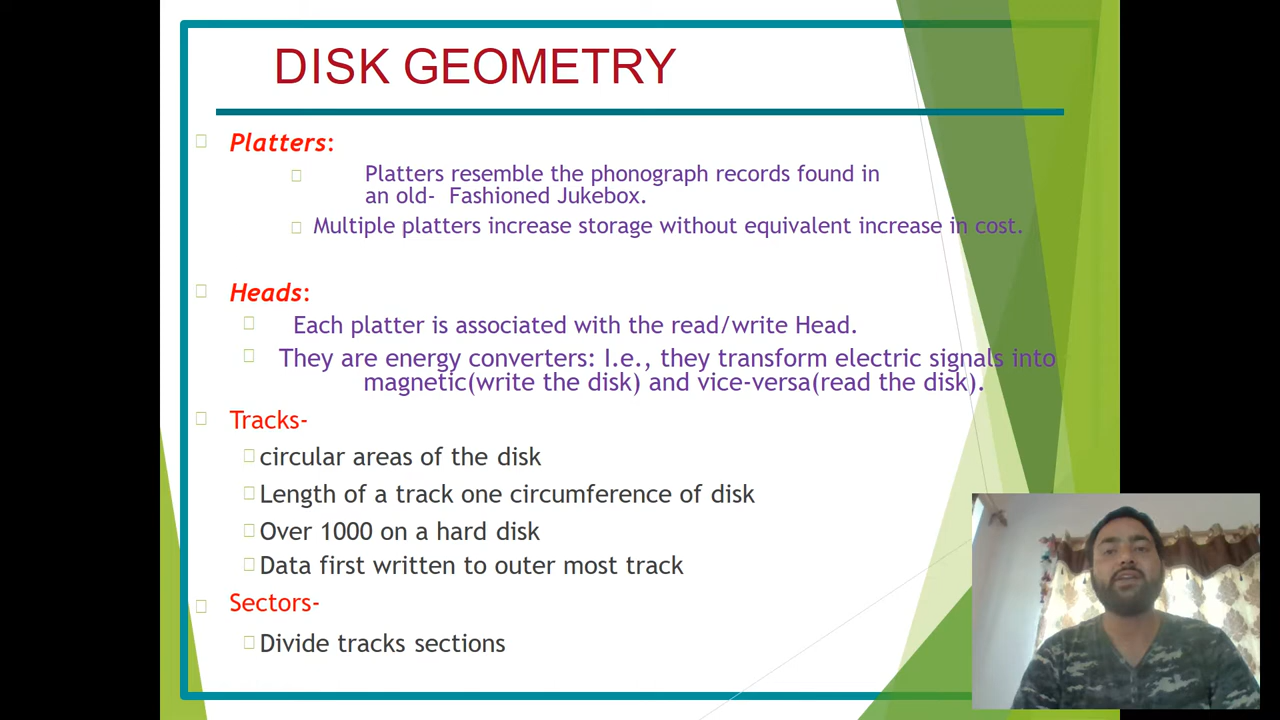 DISK GEOMETRY
Platters:
Platters resemble the phonograph records found in
an old- Fashioned Jukebox.
Multiple platters increase storage without equivalent increase in cost.
Heads:
Each platter is associated with the read/write Head.
They are energy converters: I.e., they transform electric signals into
magnetic(write the disk) and vice-versa(read the disk).
Tracks-
circular areas of the disk
Length of a track one circumference of disk
Over 1000 on a hard disk
Data first written to outer most track
Sectors-
Divide tracks sections